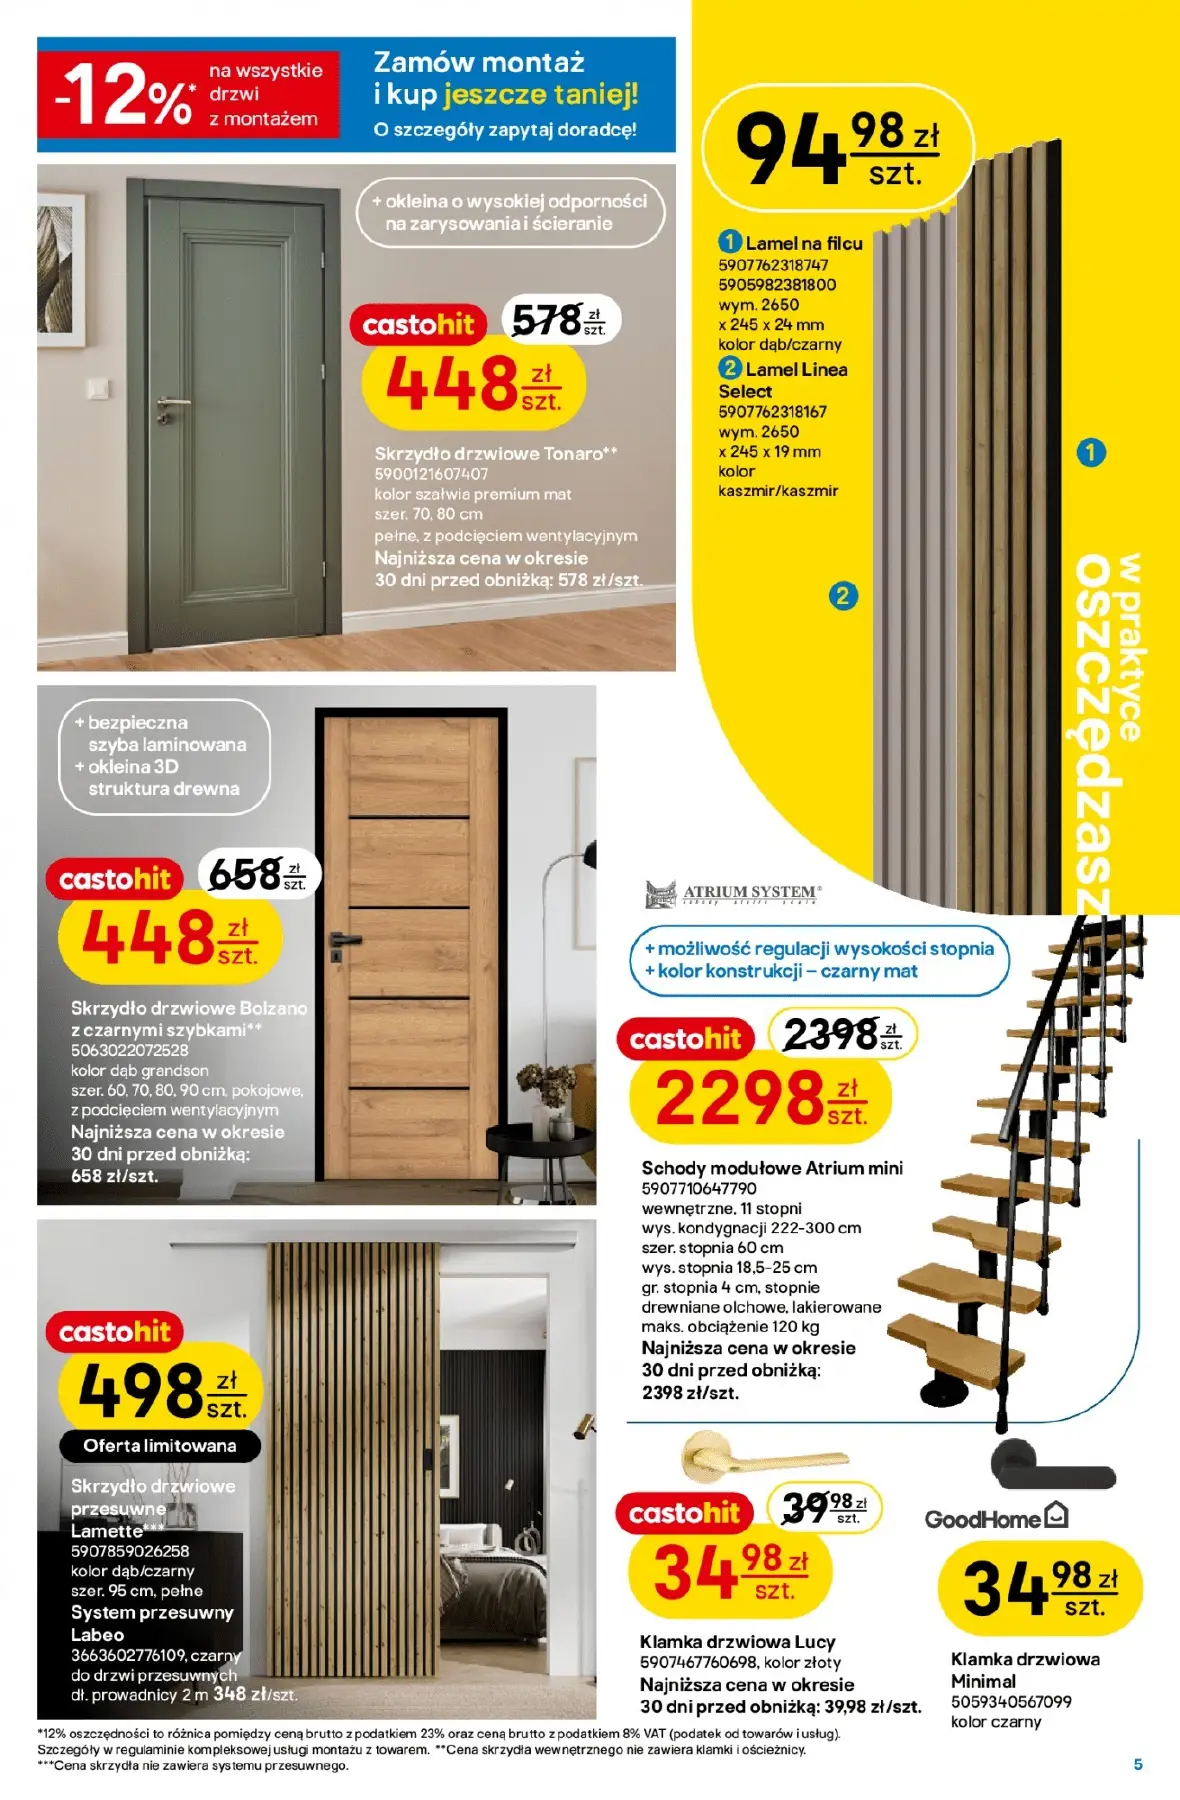 -12%*
na wszystkie
drzwi
z montażem
Zamów montaż
i kup jeszcze taniej!
O szczegóły zapytaj doradcę!
+ okleina o wysokiej odporności
na zarysowania i ścieranie
castohit
578 zł
szt.
448 zł
szt.
Skrzydło drzwiowe Tonaro**
5900121607407
kolor szałwia premium mat
szer. 70, 80 cm
pełne, z podcięciem wentylacyjnym
Najniższa cena w okresie
30 dni przed obniżką: 578 zł/szt.
94 98 zł
szt.
1 Lamel na filcu
5907762318747
5905982381800
wym. 2650
x 245 x 24 mm
kolor dąb/czarny
2 Lamel Linea
Select
5907762318167
wym. 2650
x 245 x 19 mm
kolor
kaszmir/kaszmir
1
2
w praktyce
oszczędzasz
+ bezpieczna
szyba laminowana
+ okleina 3D
struktura drewna
castohit
658 zł
szt.
448 zł
szt.
Skrzydło drzwiowe Bolzano
z czarnymi szybkami**
5063022072528
kolor dąb grandson
szer. 60, 70, 80, 90 cm, pokojowe,
z podcięciem wentylacyjnym
Najniższa cena w okresie
30 dni przed obniżką:
658 zł/szt.
ATRIUM SYSTEM®
schody atelier scale
+ możliwość regulacji wysokości stopnia
+ kolor konstrukcji – czarny mat
castohit
2398 zł
szt.
2298 zł
szt.
Schody modułowe Atrium mini
5907710647790
wewnętrzne, 11 stopni
wys. kondygnacji 222-300 cm
szer. stopnia 60 cm
wys. stopnia 18,5-25 cm
gr. stopnia 4 cm, stopnie
drewniane olchowe, lakierowane
maks. obciążenie 120 kg
Najniższa cena w okresie
30 dni przed obniżką:
2398 zł/szt.
castohit
498 zł
szt.
Oferta limitowana
Skrzydło drzwiowe
przesuwne
Lamette***
5907859026258
kolor dąb/czarny
szer. 95 cm, pełne
System przesuwny
Labeo
3663602776109, czarny
do drzwi przesuwnych
dł. prowadnicy 2 m 348 zł/szt.
castohit
39 98 zł
szt.
34 98 zł
szt.
Klamka drzwiowa Lucy
5907467760698, kolor złoty
Najniższa cena w okresie
30 dni przed obniżką: 39,98 zł/szt.
GoodHome
34 98 zł
szt.
Klamka drzwiowa
Minimal
5059340567099
kolor czarny
*12% oszczędności to różnica pomiędzy ceną brutto z podatkiem 23% oraz ceną brutto z podatkiem 8% VAT (podatek od towarów i usług).
Szczegóły w regulaminie kompleksowej usługi montażu z towarem. **Cena skrzydła wewnętrznego nie zawiera klamki i ościeżnicy.
***Cena skrzydła nie zawiera systemu przesuwnego.
5